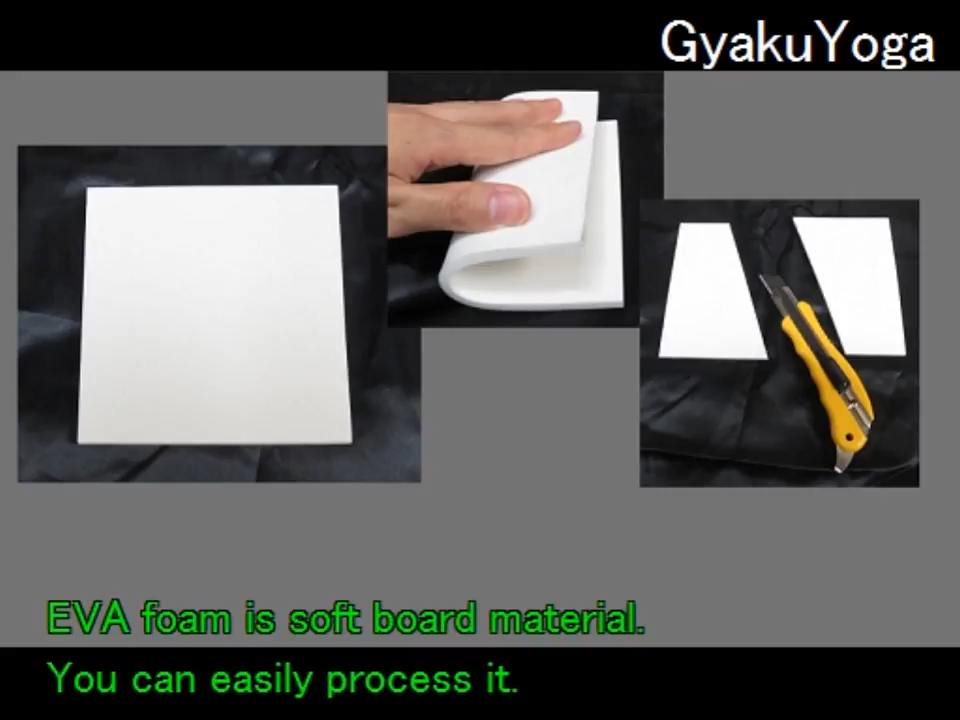 GyakuYoga
EVA foam is soft board material.
You can easily process it.